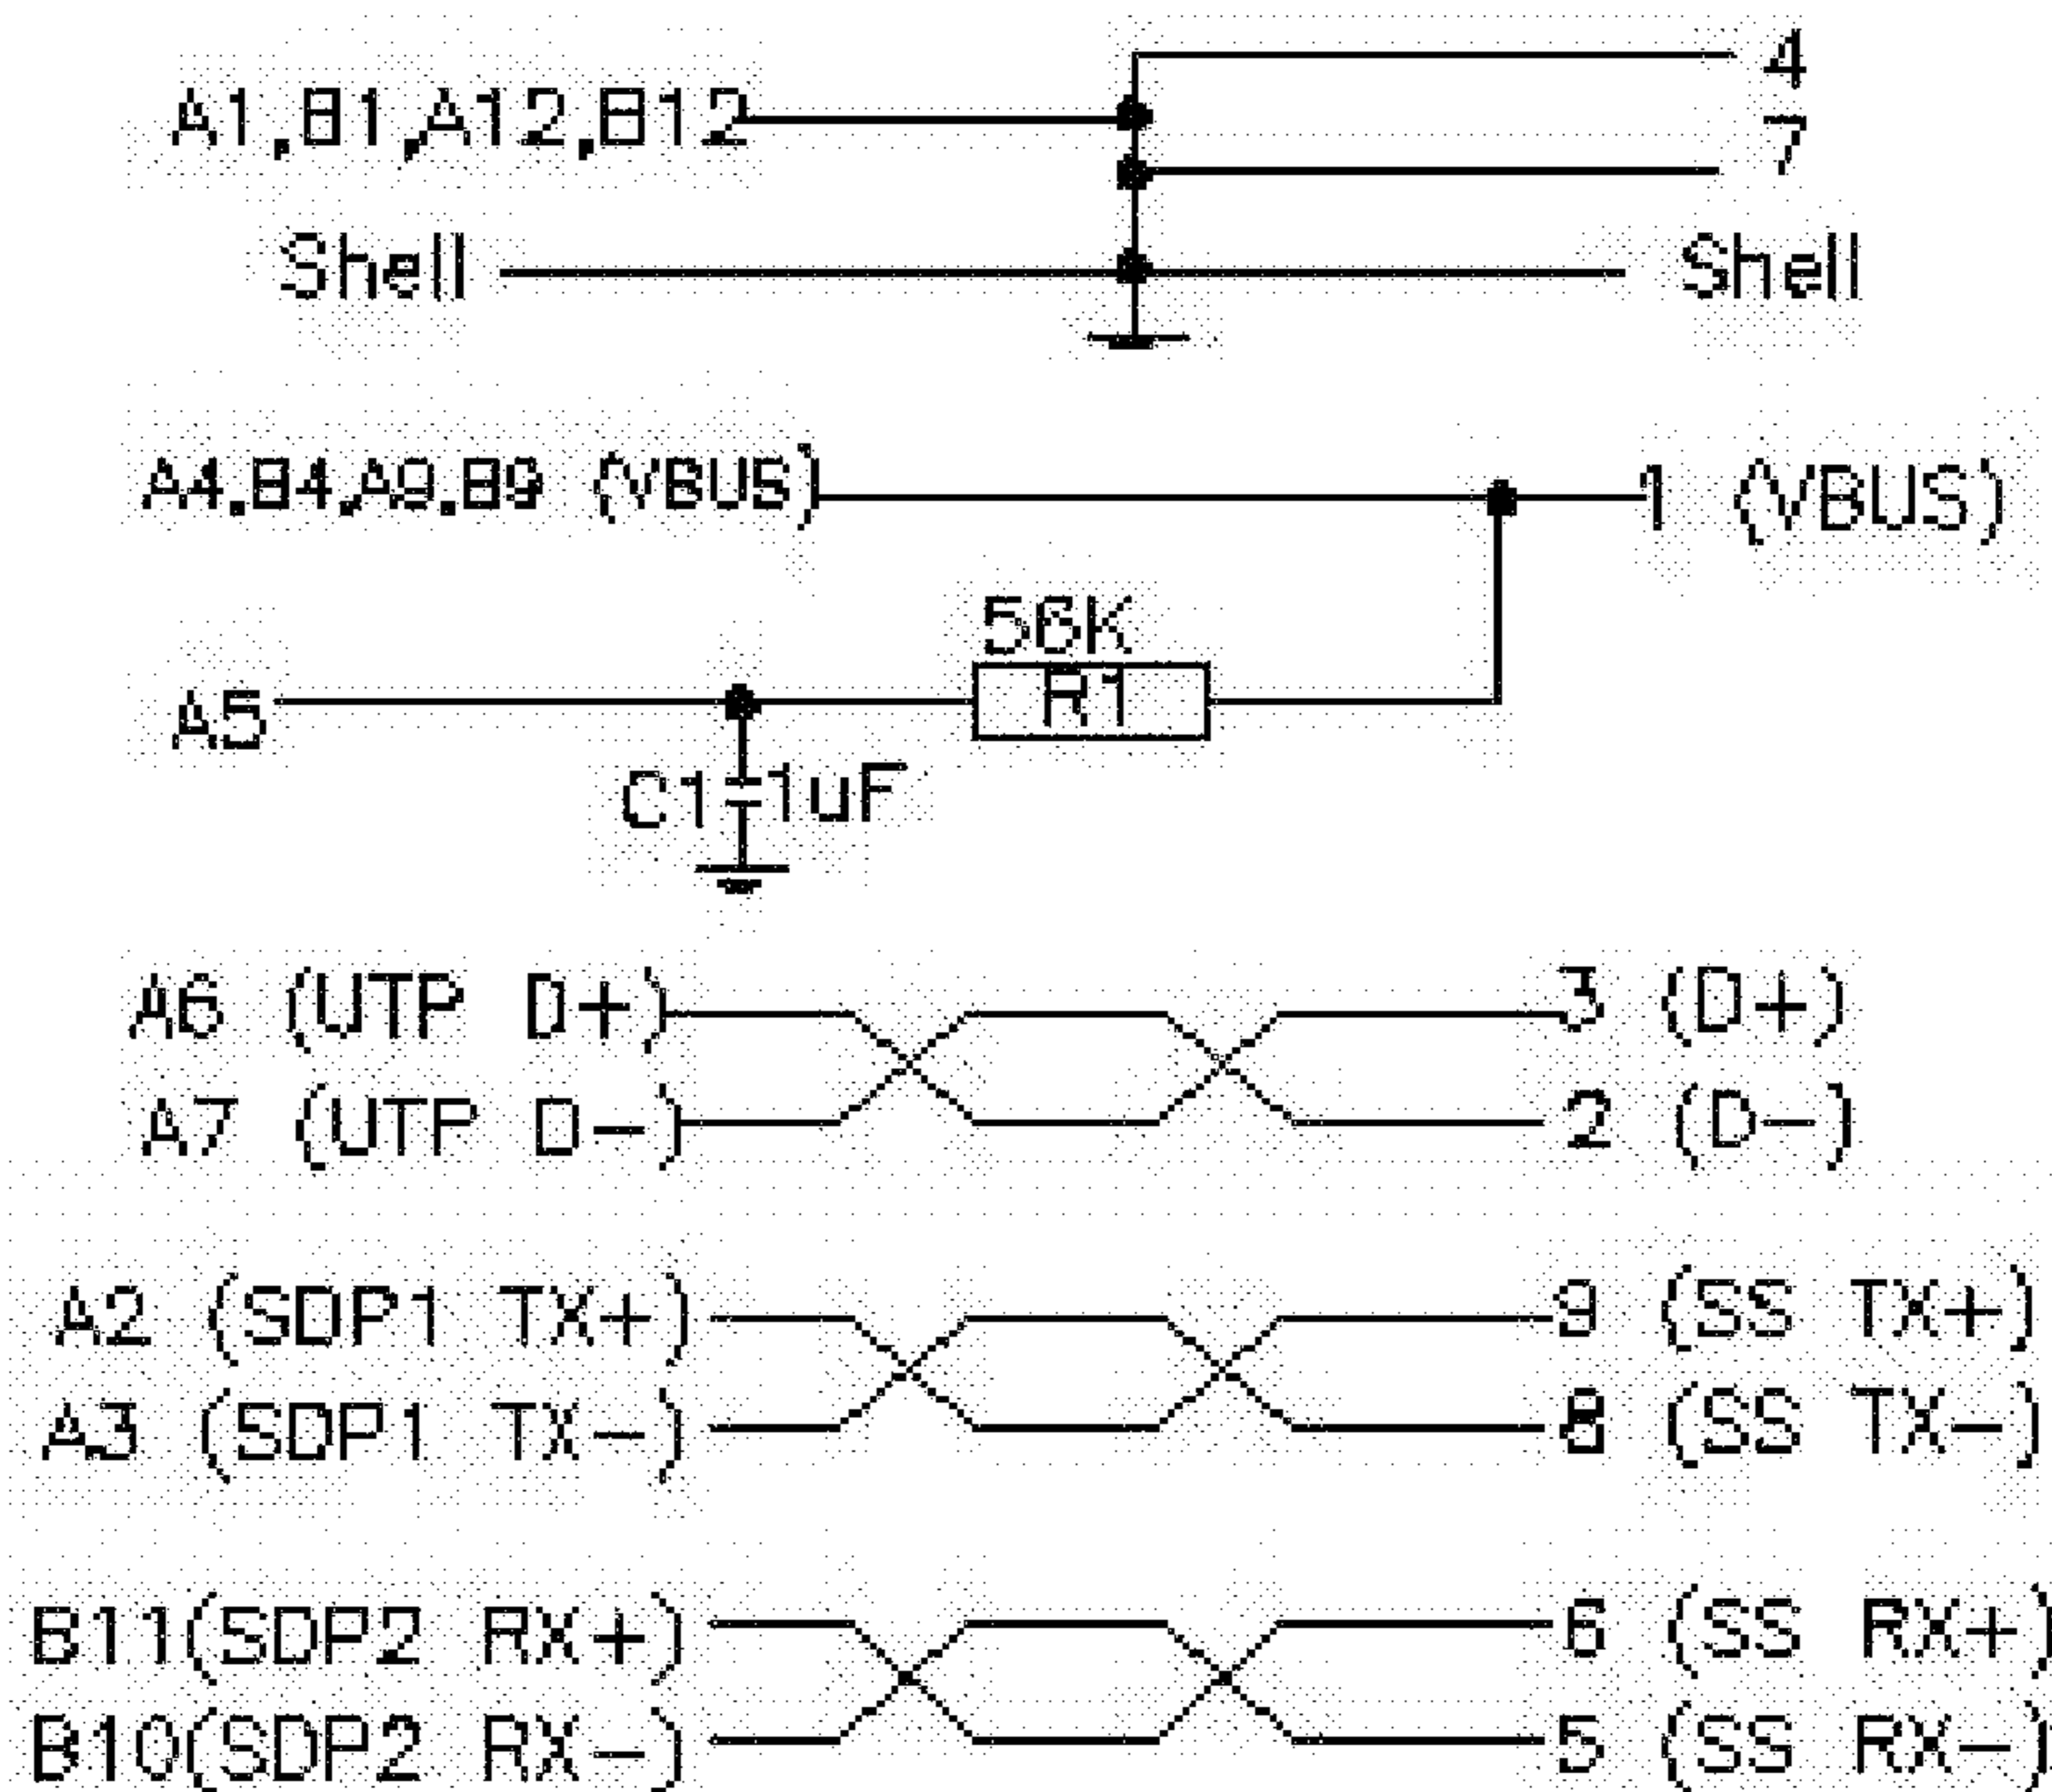 A1,B1,A12,B12 4
7
Shell Shell
A4,B4,A9,B9 (VBUS) 1 (VBUS)
56K
A5 R1
C1 1uF
A6 (UTP D+) 3 (D+)
A7 (UTP D-) 2 (D-)
A2 (SDP1 TX+) 9 (SS TX+)
A3 (SDP1 TX-) 8 (SS TX-)
B11(SDP2 RX+) 6 (SS RX+)
B10(SDP2 RX-) 5 (SS RX-)